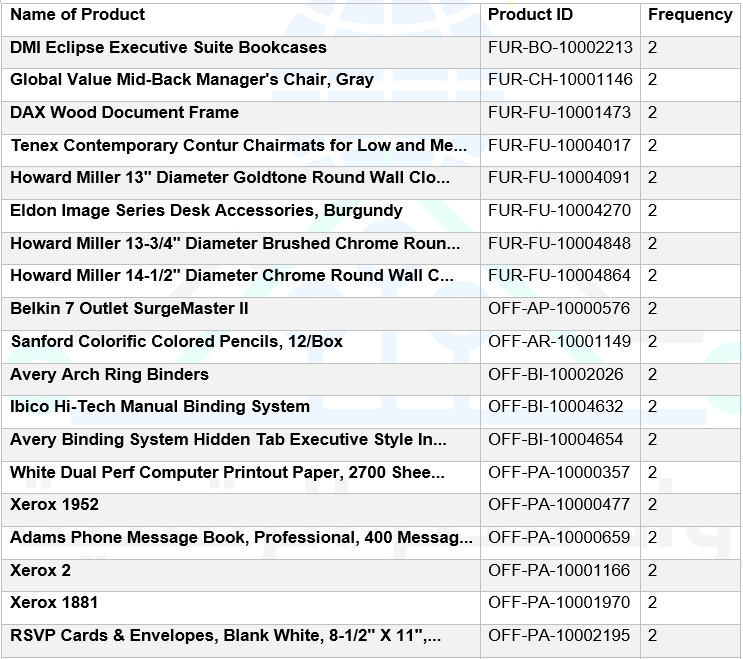 Name of Product Product ID Frequency
DMI Eclipse Executive Suite Bookcases FUR-BO-10002213 2
Global Value Mid-Back Manager's Chair, Gray FUR-CH-10001146 2
DAX Wood Document Frame FUR-FU-10001473 2
Tenex Contemporary Contur Chairmats for Low and Me... FUR-FU-10004017 2
Howard Miller 13" Diameter Goldtone Round Wall Clo... FUR-FU-10004091 2
Eldon Image Series Desk Accessories, Burgundy FUR-FU-10004270 2
Howard Miller 13-3/4" Diameter Brushed Chrome Roun... FUR-FU-10004848 2
Howard Miller 14-1/2" Diameter Chrome Round Wall C... FUR-FU-10004864 2
Belkin 7 Outlet SurgeMaster II OFF-AP-10000576 2
Sanford Colorific Colored Pencils, 12/Box OFF-AR-10001149 2
Avery Arch Ring Binders OFF-BI-10002026 2
Ibico Hi-Tech Manual Binding System OFF-BI-10004632 2
Avery Binding System Hidden Tab Executive Style In... OFF-BI-10004654 2
White Dual Perf Computer Printout Paper, 2700 Shee... OFF-PA-10000357 2
Xerox 1952 OFF-PA-10000477 2
Adams Phone Message Book, Professional, 400 Messag... OFF-PA-10000659 2
Xerox 2 OFF-PA-10001166 2
Xerox 1881 OFF-PA-10001970 2
RSVP Cards & Envelopes, Blank White, 8-1/2" X 11",... OFF-PA-10002195 2